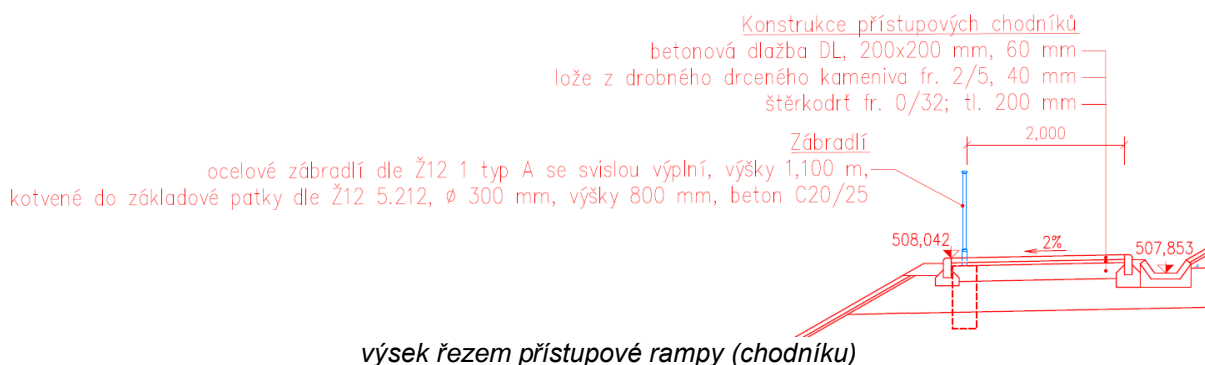 Konstrukce přístupových chodníků
betonová dlažba DL, 200x200 mm, 60 mm
lože z drobného drceného kameniva fr. 2/5, 40 mm
štěrkodrť fr. 0/32; tl. 200 mm
2,000
Zábradlí
ocelové zábradlí dle Ž12 1 typ A se svislou výplní, výšky 1,100 m,
kotvené do základové patky dle Ž12 5.212, ø 300 mm, výšky 800 mm, beton C20/25
508,042
2%
507,853
výsek řezem přístupové rampy (chodníku)